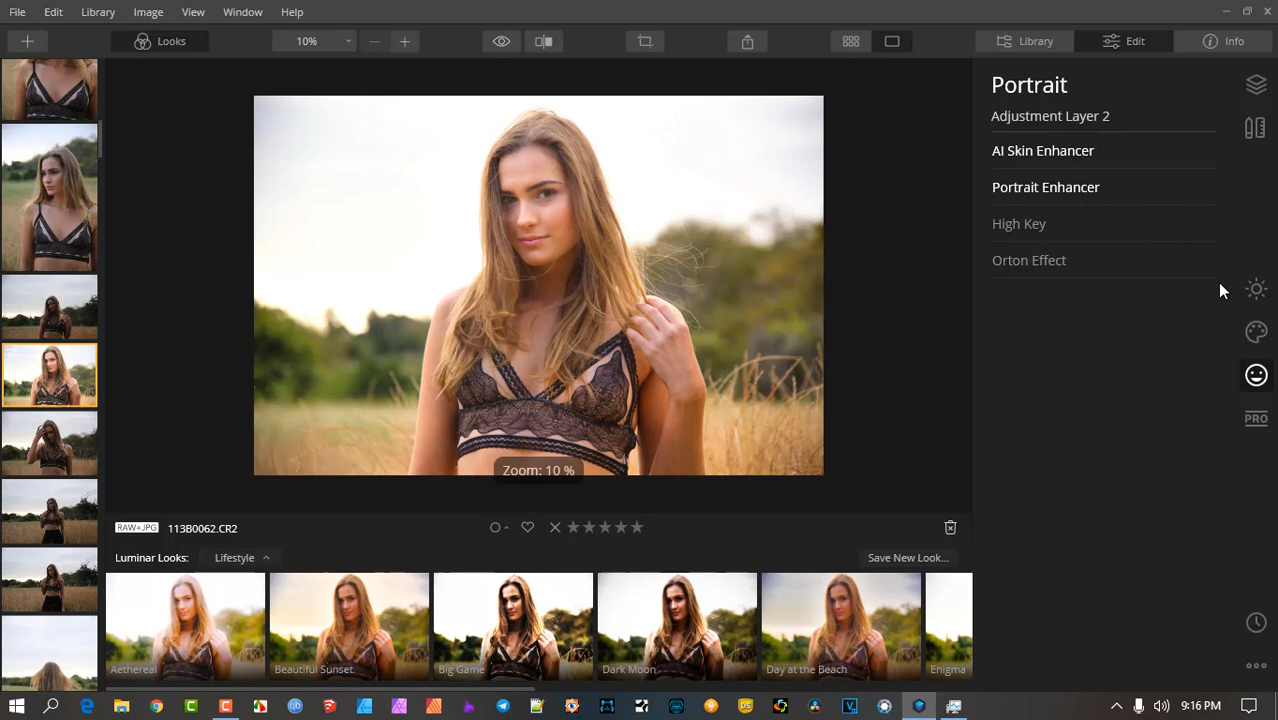 File Edit Library Image View Window Help
Looks 10% Library Edit Info
Portrait
Adjustment Layer 2
AI Skin Enhancer
Portrait Enhancer
High Key
Orton Effect
PRO
Zoom: 10 %
RAW+JPG 113B0062.CR2
Luminar Looks: Lifestyle Save New Look...
Aethereal Beautiful Sunset Big Game Dark Moon Day at the Beach Enigma
9:16 PM